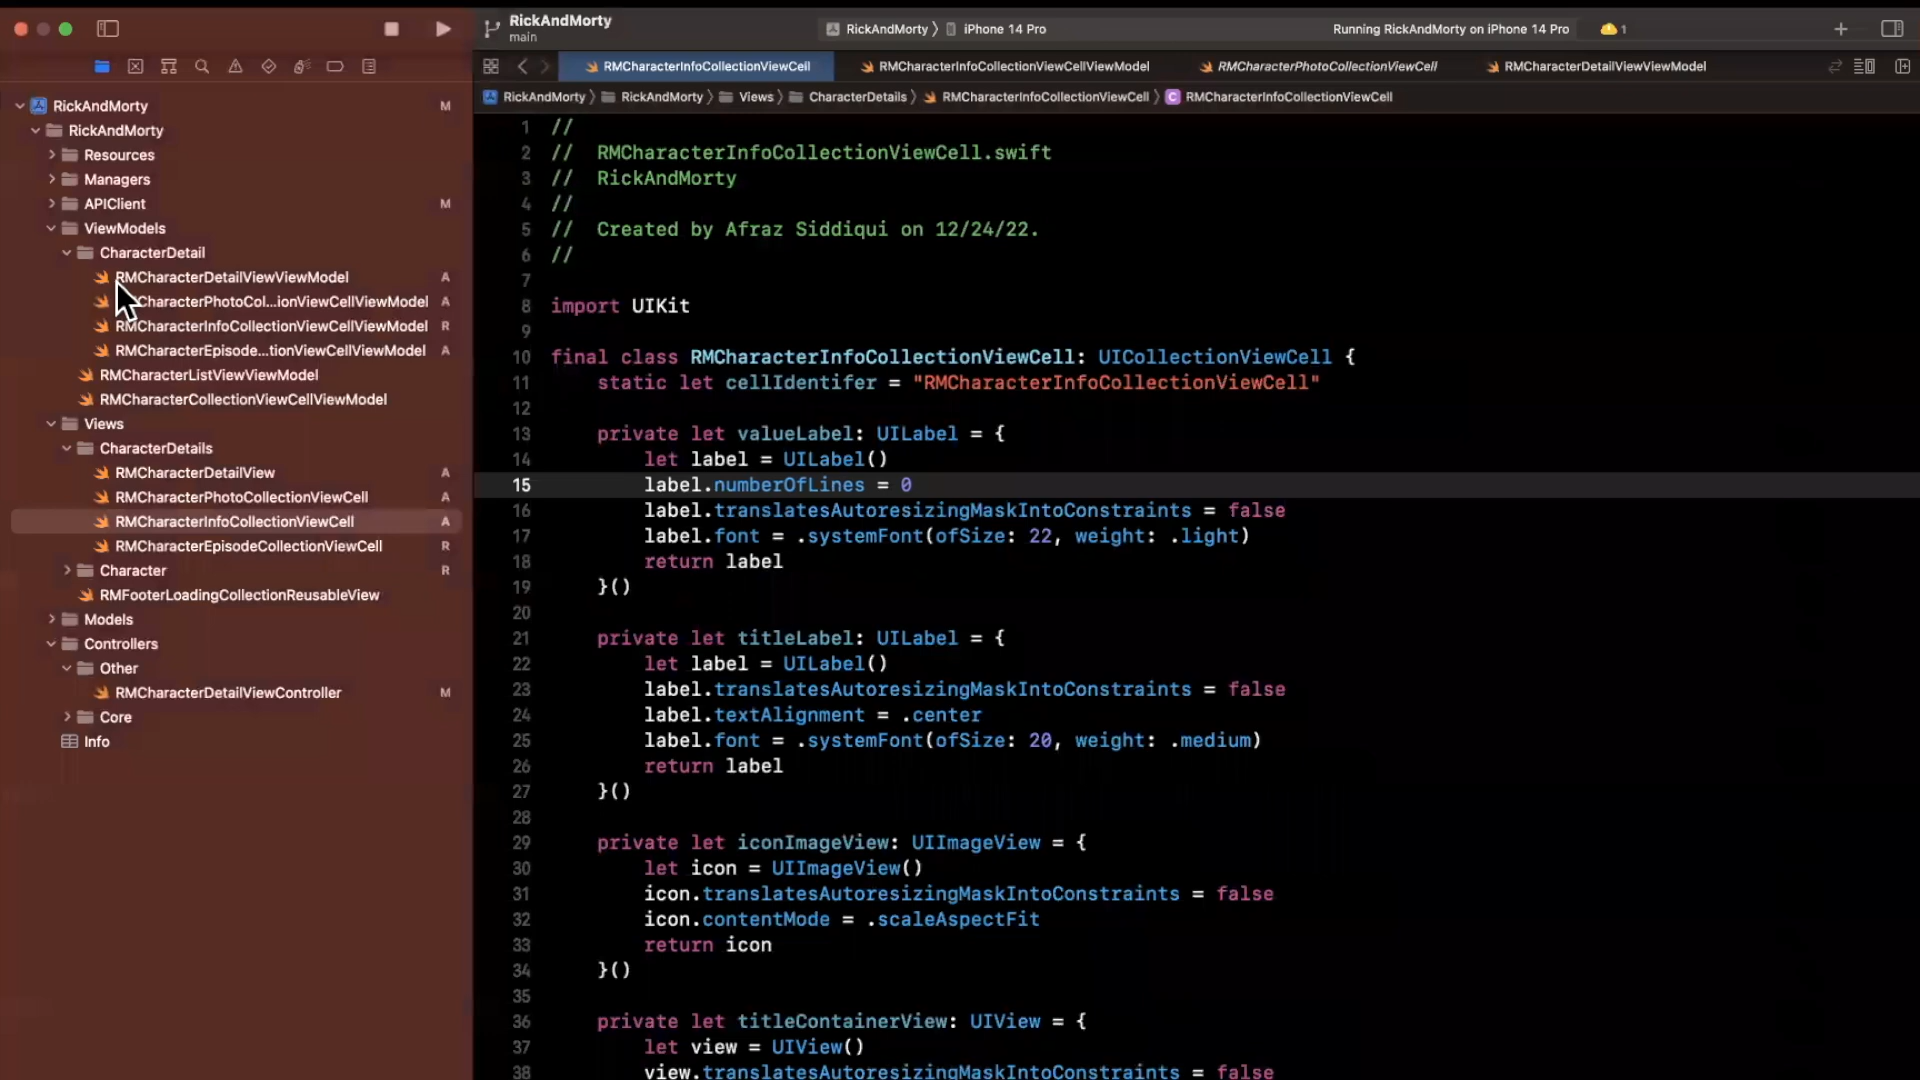 RickAndMorty
main
RickAndMorty
iPhone 14 Pro
Running RickAndMorty on iPhone 14 Pro
1
RMCharacterInfoCollectionViewCell
RMCharacterInfoCollectionViewCellViewModel
RMCharacterPhotoCollectionViewCell
RMCharacterDetailViewViewModel
RickAndMorty
RickAndMorty
Views
CharacterDetails
RMCharacterInfoCollectionViewCell
C RMCharacterInfoCollectionViewCell
RickAndMorty M
RickAndMorty
Resources
Managers
APIClient M
ViewModels
CharacterDetail
RMCharacterDetailViewViewModel A
CharacterPhotoCol...ionViewCellViewModel A
RMCharacterInfoCollectionViewCellViewModel R
RMCharacterEpisode...tionViewCellViewModel A
RMCharacterListViewViewModel
RMCharacterCollectionViewCellViewModel
Views
CharacterDetails
RMCharacterDetailView A
RMCharacterPhotoCollectionViewCell A
RMCharacterInfoCollectionViewCell A
RMCharacterEpisodeCollectionViewCell R
Character R
RMFooterLoadingCollectionReusableView
Models
Controllers
Other
RMCharacterDetailViewController M
Core
Info
1 //
2 //  RMCharacterInfoCollectionViewCell.swift
3 //  RickAndMorty
4 //
5 //  Created by Afraz Siddiqui on 12/24/22.
6 //
7
8 import UIKit
9
10 final class RMCharacterInfoCollectionViewCell: UICollectionViewCell {
11     static let cellIdentifer = "RMCharacterInfoCollectionViewCell"
12
13     private let valueLabel: UILabel = {
14         let label = UILabel()
15         label.numberOfLines = 0
16         label.translatesAutoresizingMaskIntoConstraints = false
17         label.font = .systemFont(ofSize: 22, weight: .light)
18         return label
19     }()
20
21     private let titleLabel: UILabel = {
22         let label = UILabel()
23         label.translatesAutoresizingMaskIntoConstraints = false
24         label.textAlignment = .center
25         label.font = .systemFont(ofSize: 20, weight: .medium)
26         return label
27     }()
28
29     private let iconImageView: UIImageView = {
30         let icon = UIImageView()
31         icon.translatesAutoresizingMaskIntoConstraints = false
32         icon.contentMode = .scaleAspectFit
33         return icon
34     }()
35
36     private let titleContainerView: UIView = {
37         let view = UIView()
38         view.translatesAutoresizingMaskIntoConstraints = false